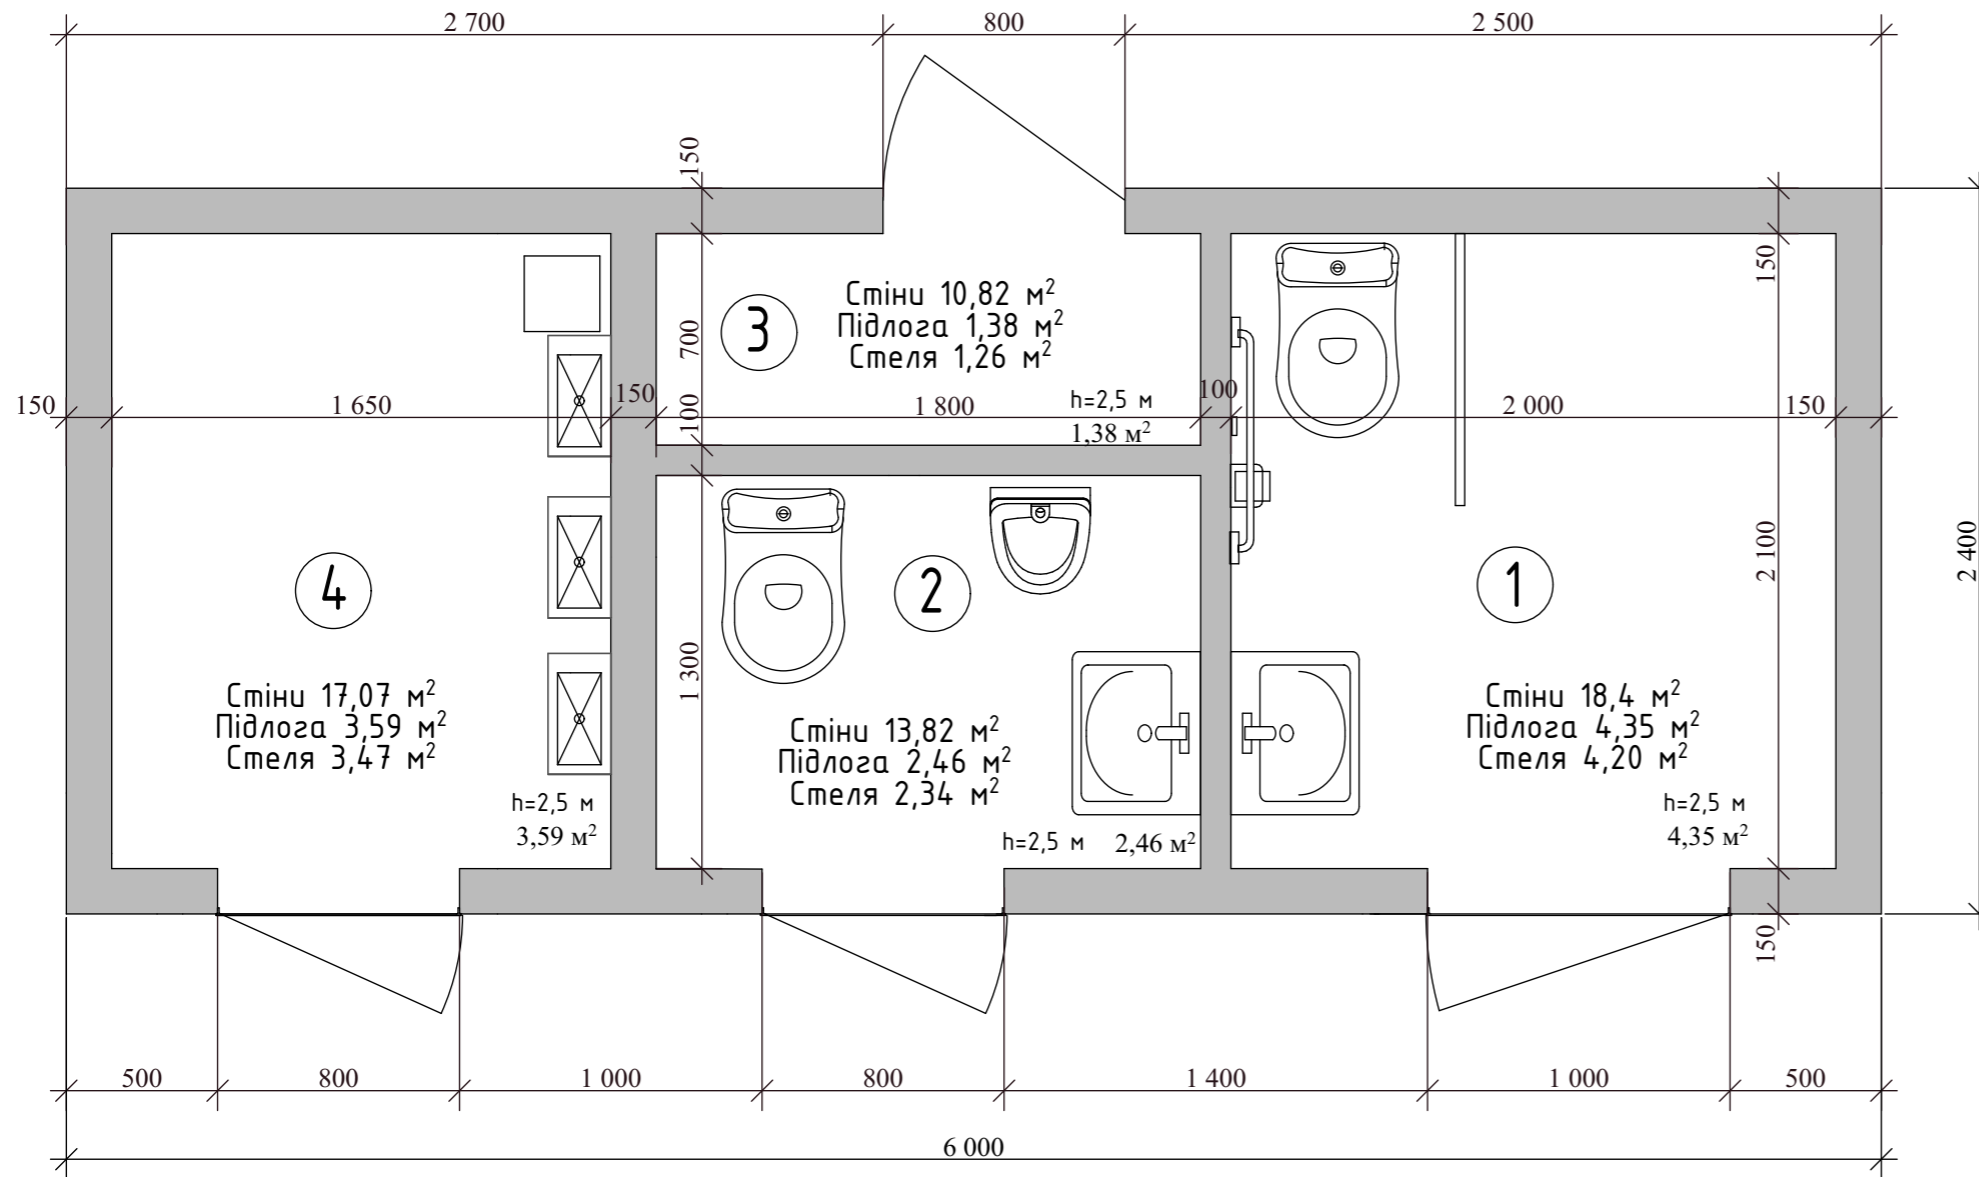 2 700
800
2 500
150
3
Стіни 10,82 м²
Підлога 1,38 м²
Стеля 1,26 м²
700
150
150
1 650
150
100
1 800
h=2,5 м
1,38 м²
100
2 000
150
4
2
1
2 100
2 400
1 300
Стіни 17,07 м²
Підлога 3,59 м²
Стеля 3,47 м²
h=2,5 м
3,59 м²
Стіни 13,82 м²
Підлога 2,46 м²
Стеля 2,34 м²
h=2,5 м
2,46 м²
Стіни 18,4 м²
Підлога 4,35 м²
Стеля 4,20 м²
h=2,5 м
4,35 м²
150
500
800
1 000
800
1 400
1 000
500
6 000